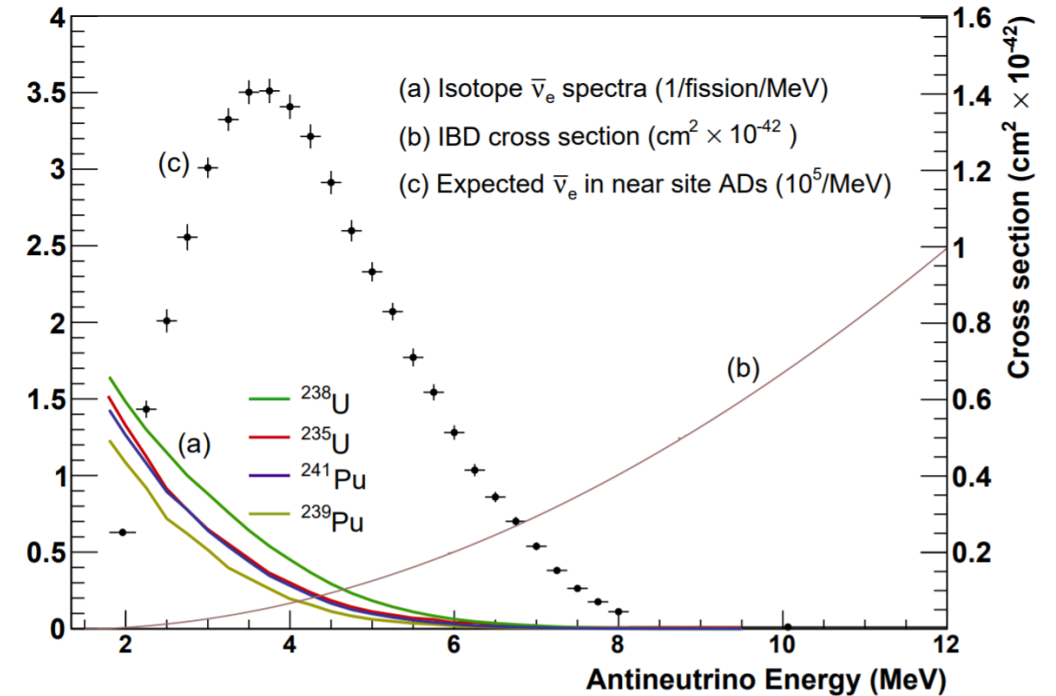 4
3.5
3
2.5
2
1.5
1
0.5
0
1.6
1.4
1.2
1
0.8
0.6
0.4
0.2
Cross section (cm² × 10⁻⁴²)
(a) Isotope ν̅ₑ spectra (1/fission/MeV)
(b) IBD cross section (cm² × 10⁻⁴² )
(c) Expected ν̅ₑ in near site ADs (10⁵/MeV)
(c)
(b)
(a)
²³⁸U
²³⁵U
²⁴¹Pu
²³⁹Pu
2 4 6 8 10 12
Antineutrino Energy (MeV)